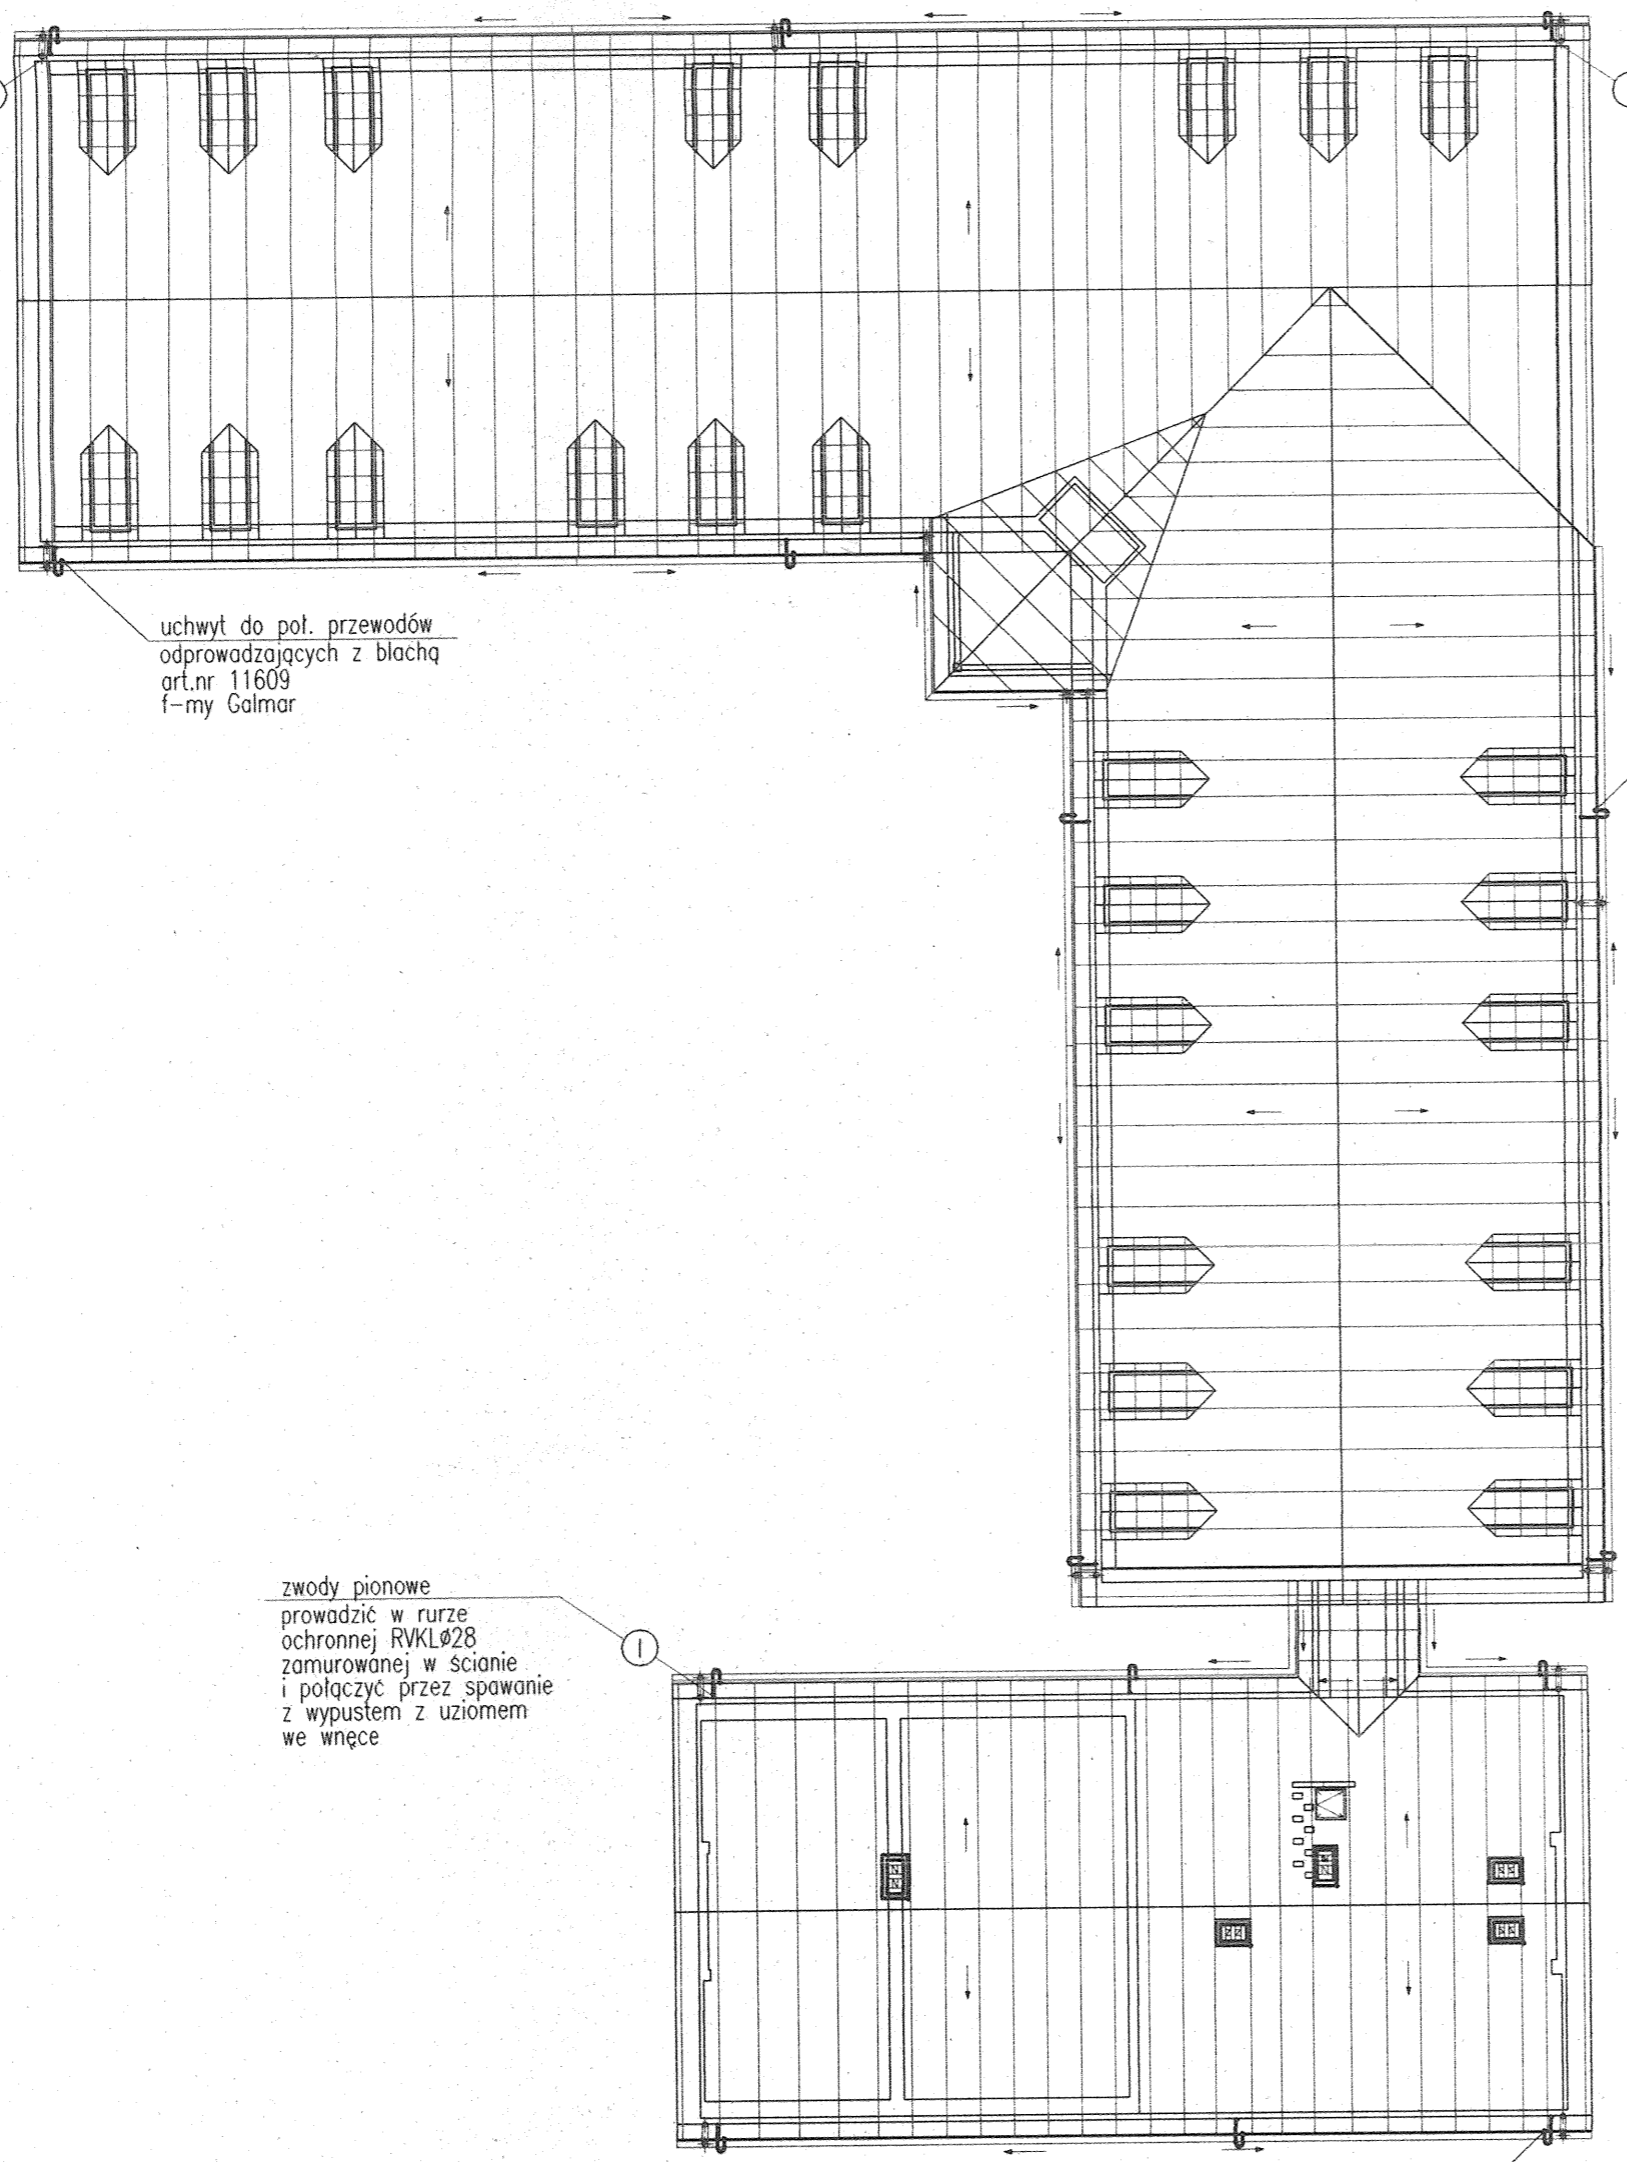 uchwyt do poł. przewodów
odprowadzających z blachą
art.nr 11609
f-my Galmar
zwody pionowe
prowadzić w rurze
ochronnej RVKLø28
zamurowanej w ścianie
i połączyć przez spawanie
z wypustem z uziomem
we wnęce
1